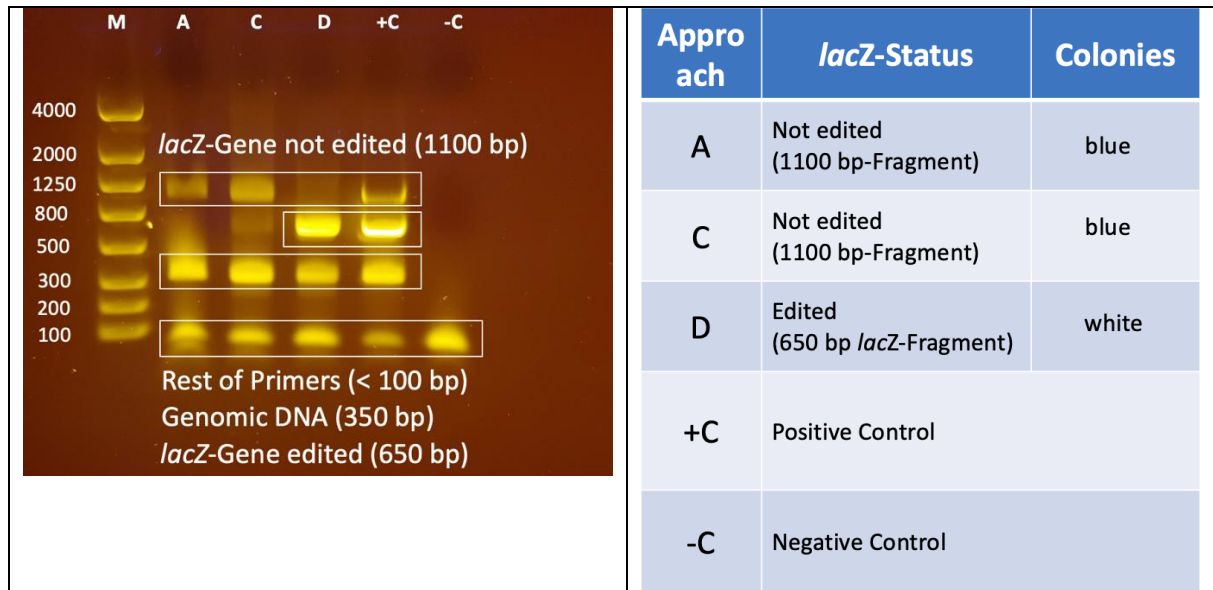 M A C D +C -C
4000
2000
1250
800
500
300
200
100
lacZ-Gene not edited (1100 bp)
Rest of Primers (< 100 bp)
Genomic DNA (350 bp)
lacZ-Gene edited (650 bp)
Appro
ach
lacZ-Status
Colonies
A
Not edited
(1100 bp-Fragment)
blue
C
Not edited
(1100 bp-Fragment)
blue
D
Edited
(650 bp lacZ-Fragment)
white
+C
Positive Control
-C
Negative Control